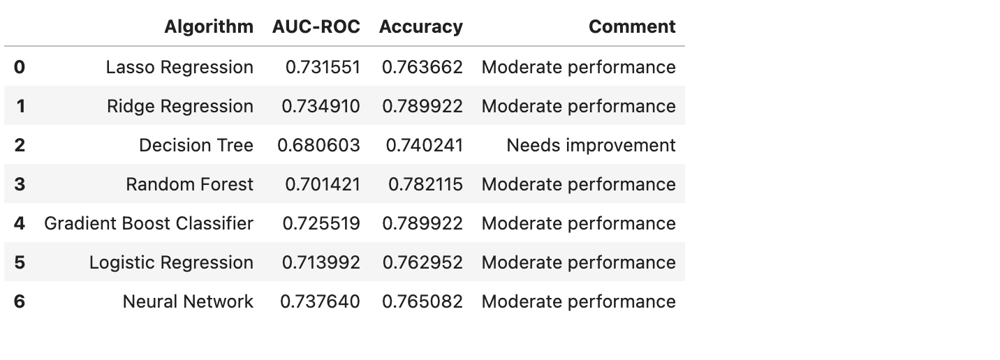 Algorithm AUC-ROC Accuracy Comment
0 Lasso Regression 0.731551 0.763662 Moderate performance
1 Ridge Regression 0.734910 0.789922 Moderate performance
2 Decision Tree 0.680603 0.740241 Needs improvement
3 Random Forest 0.701421 0.782115 Moderate performance
4 Gradient Boost Classifier 0.725519 0.789922 Moderate performance
5 Logistic Regression 0.713992 0.762952 Moderate performance
6 Neural Network 0.737640 0.765082 Moderate performance